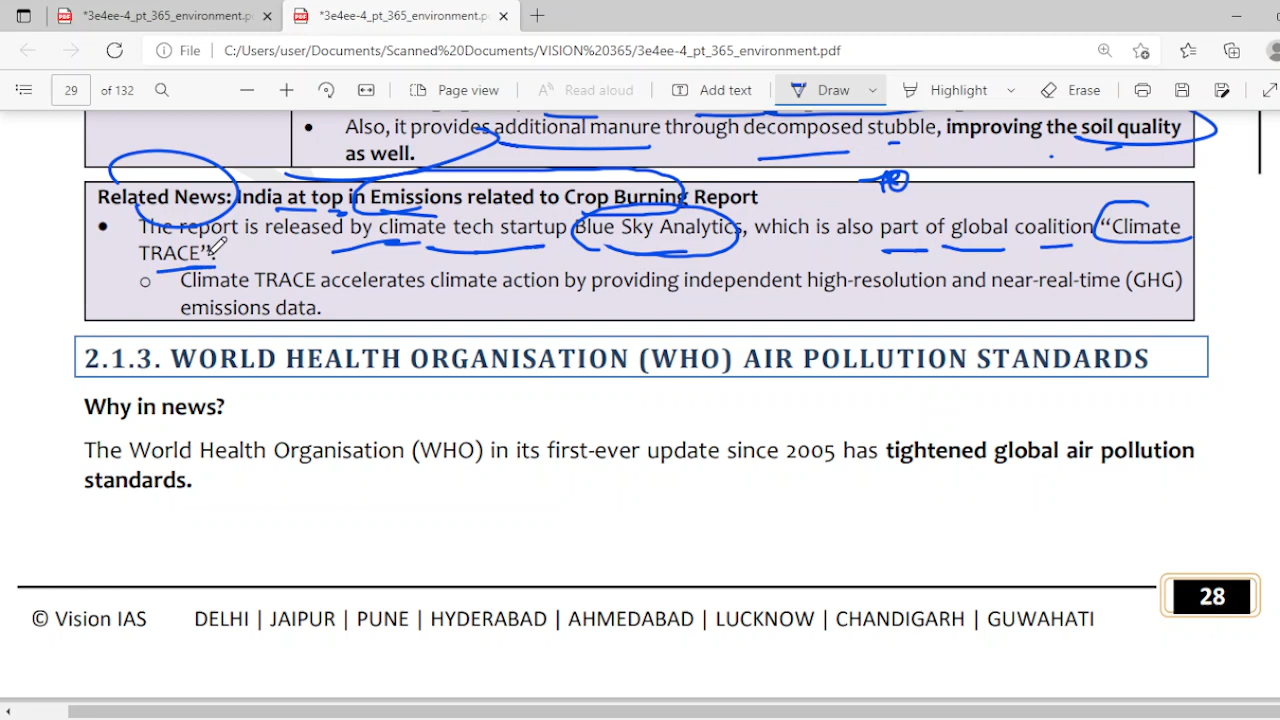 *3e4ee-4_pt_365_environment.p
*3e4ee-4_pt_365_environment.p
File
C:/Users/user/Documents/Scanned%20Documents/VISION%20365/3e4ee-4_pt_365_environment.pdf
29 of 132
Page view
Read aloud
Add text
Draw
Highlight
Erase
• Also, it provides additional manure through decomposed stubble, improving the soil quality
as well.
Related News: India at top in Emissions related to Crop Burning Report
• The report is released by climate tech startup Blue Sky Analytics, which is also part of global coalition “Climate
TRACE”.
o Climate TRACE accelerates climate action by providing independent high-resolution and near-real-time (GHG)
emissions data.
2.1.3. WORLD HEALTH ORGANISATION (WHO) AIR POLLUTION STANDARDS
Why in news?
The World Health Organisation (WHO) in its first-ever update since 2005 has tightened global air pollution
standards.
28
© Vision IAS DELHI | JAIPUR | PUNE | HYDERABAD | AHMEDABAD | LUCKNOW | CHANDIGARH | GUWAHATI